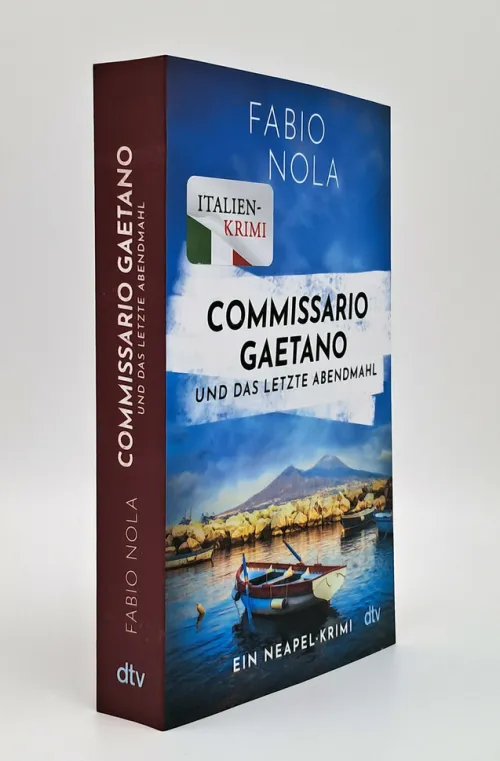 FABIO
NOLA
ITALIEN-
KRIMI
COMMISSARIO
GAETANO
UND DAS LETZTE ABENDMAHL
EIN NEAPEL-KRIMI
dtv
COMMISSARIO GAETANO
UND DAS LETZTE ABENDMAHL
FABIO NOLA
dtv